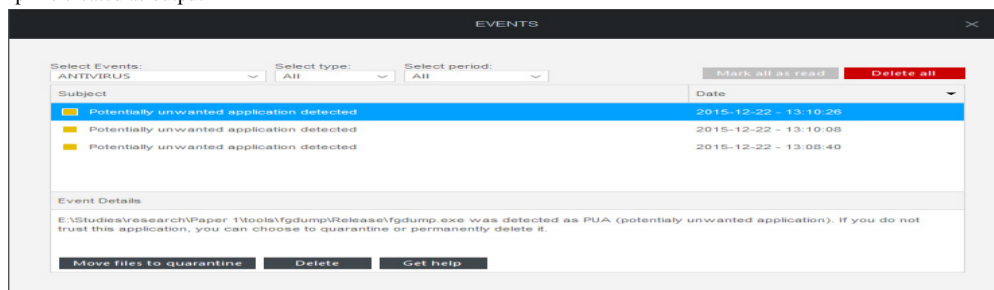 EVENTS
Select Events: Select type: Select period:
ANTIVIRUS All All Mark all as read Delete all
Subject Date
Potentially unwanted application detected 2015-12-22 - 13:10:26
Potentially unwanted application detected 2015-12-22 - 13:10:08
Potentially unwanted application detected 2015-12-22 - 13:08:40
Event Details
E:\Studies\research\Paper 1\tools\fgdump\Release\fgdump.exe was detected as PUA (potentialy unwanted application). If you do not
trust this application, you can choose to quarantine or permanently delete it.
Move files to quarantine Delete Get help